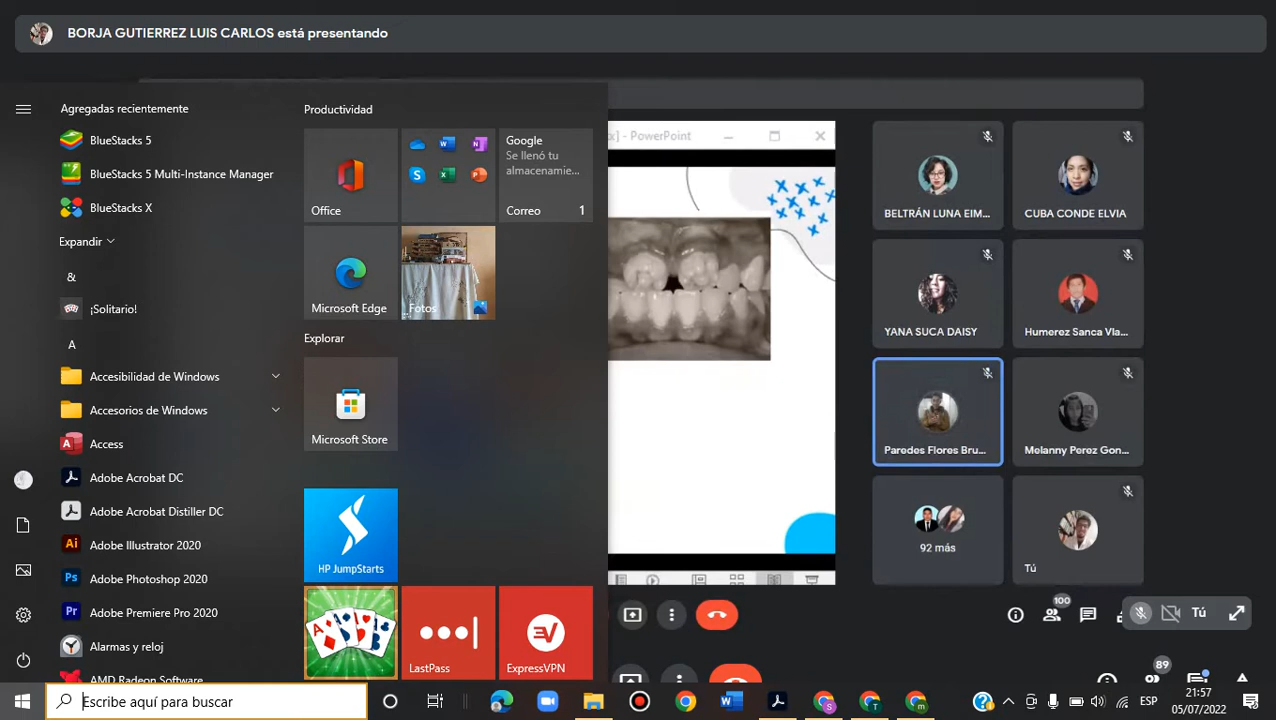 BORJA GUTIERREZ LUIS CARLOS está presentando
Agregadas recientemente
BlueStacks 5
BlueStacks 5 Multi-Instance Manager
BlueStacks X
Expandir
&
¡Solitario!
A
Accesibilidad de Windows
Accesorios de Windows
Access
Adobe Acrobat DC
Adobe Acrobat Distiller DC
Adobe Illustrator 2020
Adobe Photoshop 2020
Adobe Premiere Pro 2020
Alarmas y reloj
AMD Radeon Software
Productividad
Office
Google
Se llenó tu
almacenamie...
Correo 1
Microsoft Edge
Fotos
Explorar
Microsoft Store
HP JumpStarts
LastPass
ExpressVPN
] - PowerPoint
BELTRÁN LUNA EIM...
CUBA CONDE ELVIA
YANA SUCA DAISY
Humerez Sanca Vla...
Paredes Flores Bru...
Melanny Perez Gon...
92 más
Tú
100
Tú
89
Escribe aquí para buscar
ESP
21:57
05/07/2022